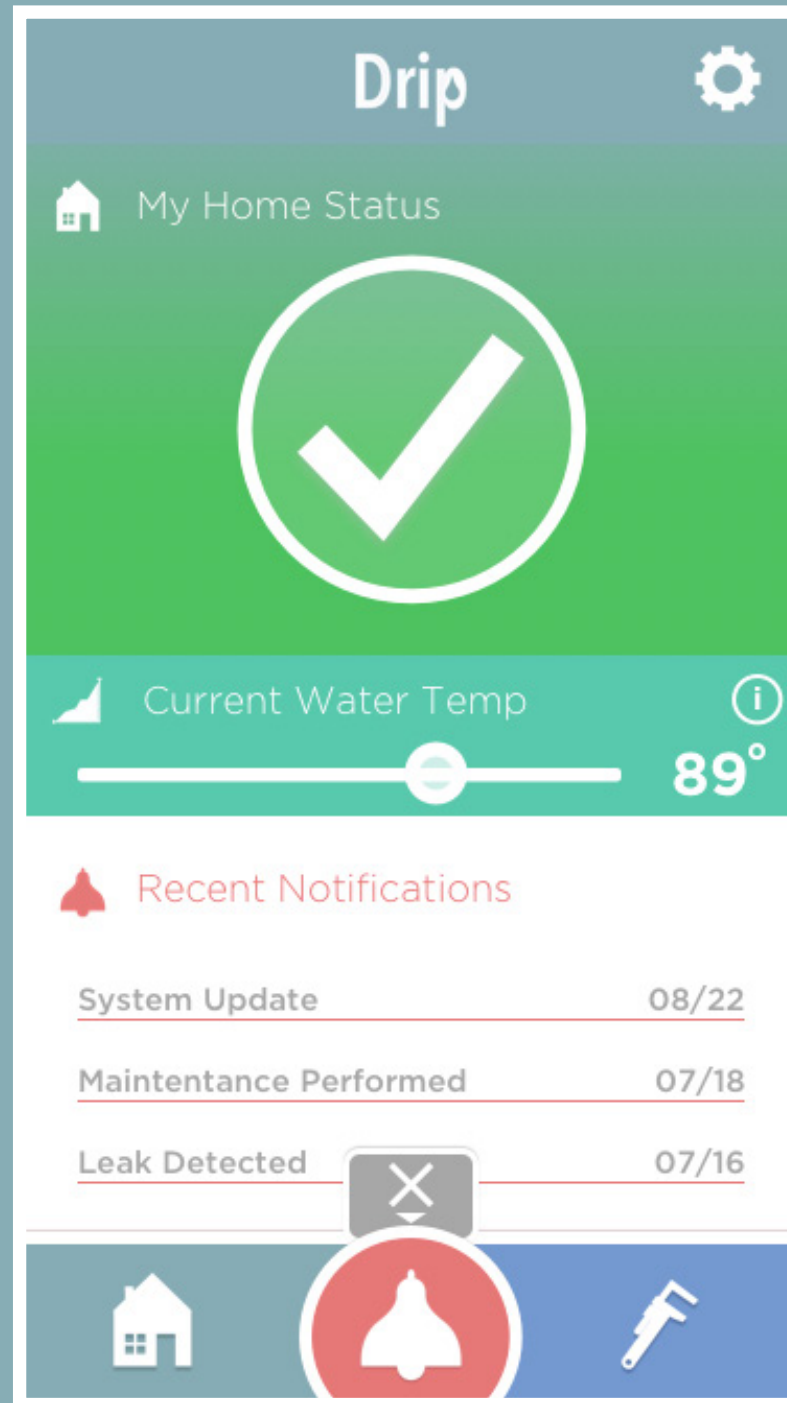 Drip
My Home Status
Current Water Temp
i
89°
Recent Notifications
System Update 08/22
Maintentance Performed 07/18
Leak Detected 07/16